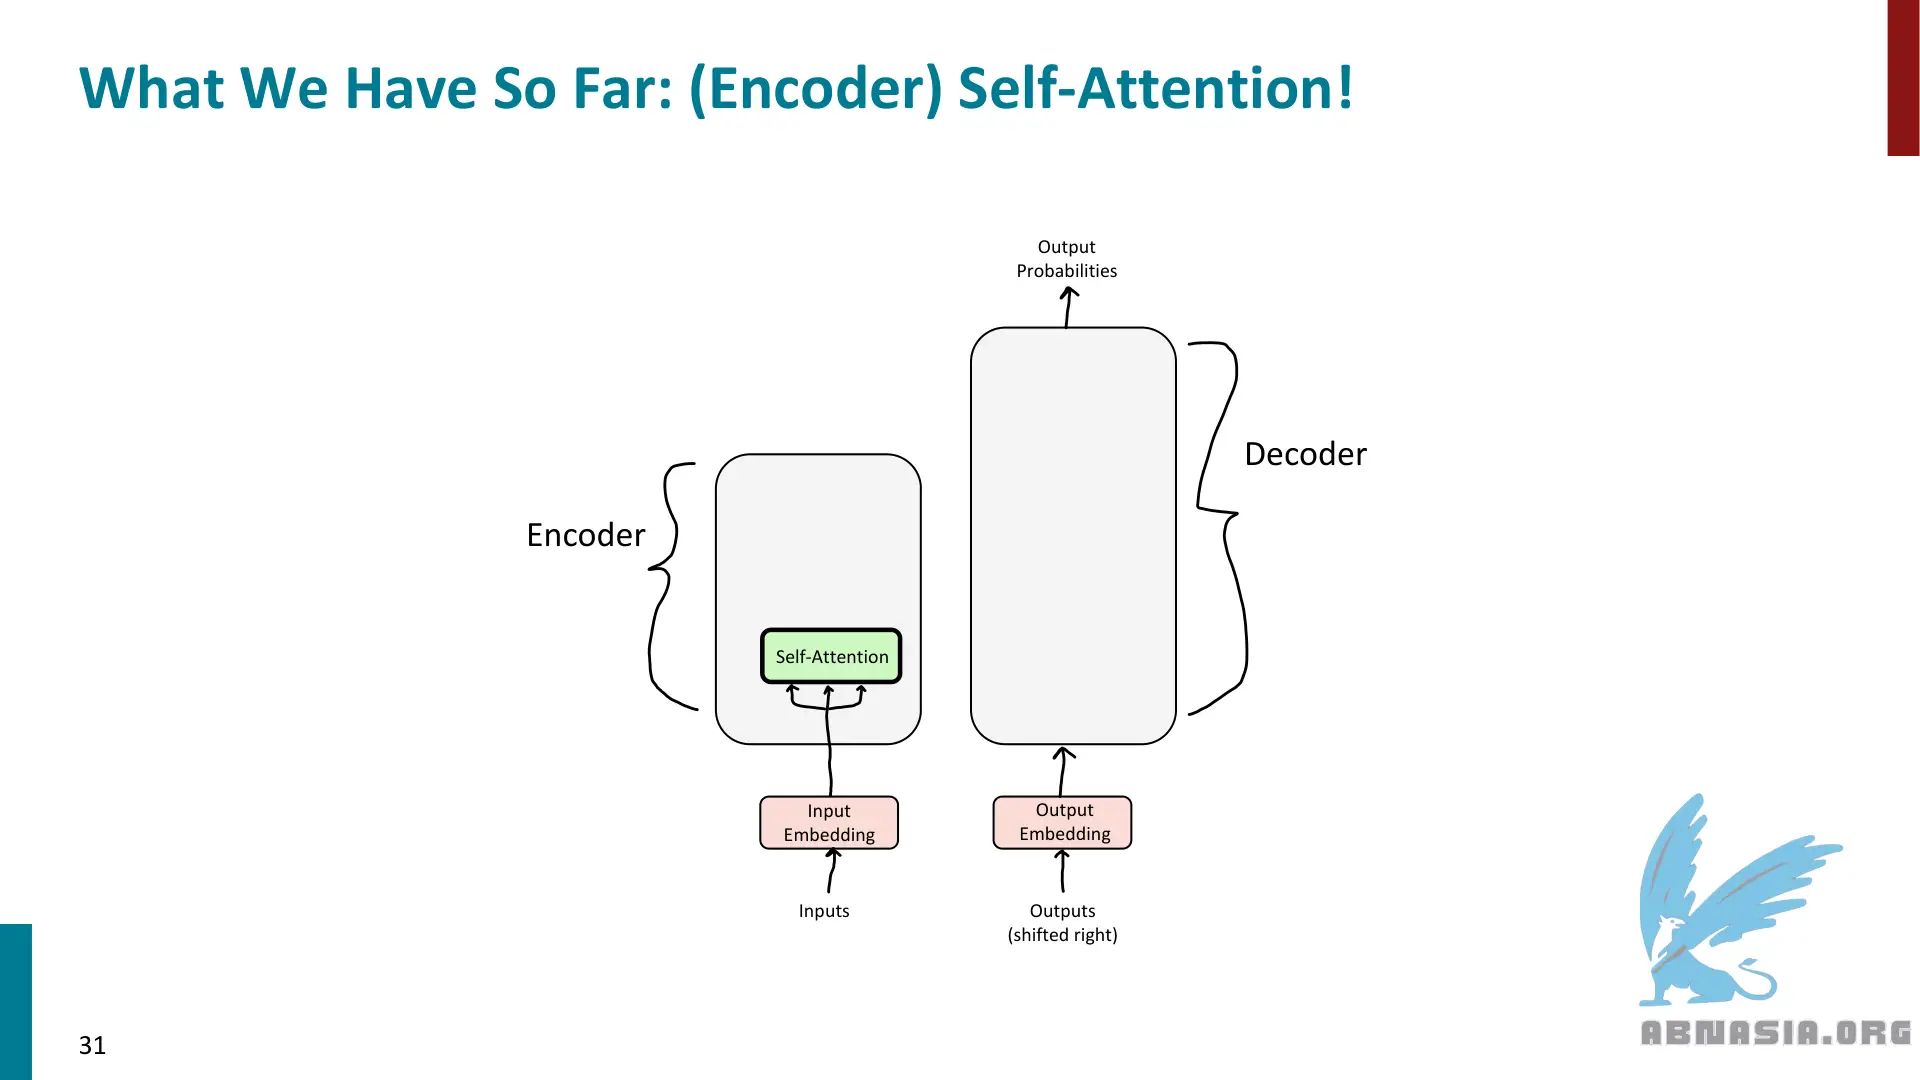 What We Have So Far: (Encoder) Self-Attention!
Output
Probabilities
Decoder
Encoder
Self-Attention
Input
Embedding
Output
Embedding
Inputs
Outputs
(shifted right)
31
ABNASIA.ORG